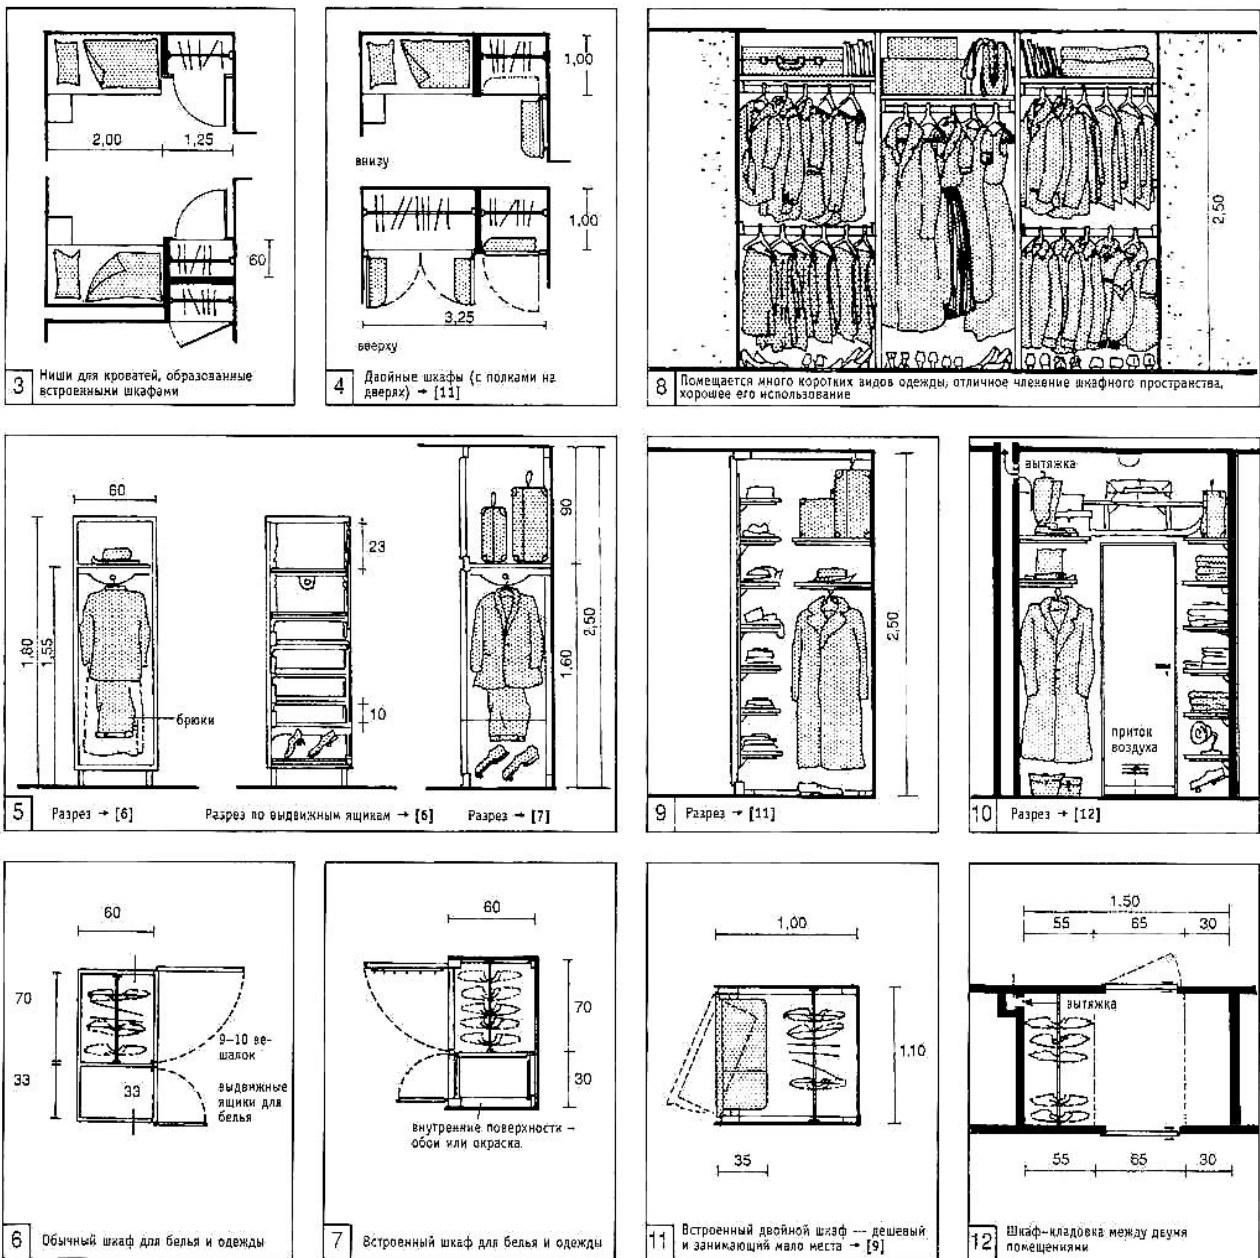 2,00
1,25
60
3
Ниши для кроватей, образованные
встроенными шкафами
1,00
внизу
1,00
3,25
вверху
4
Двойные шкафы (с полками на
дверях) → [11]
2,50
8
Помещается много коротких видов одежды, отличное членение шкафного пространства,
хорошее его использование
60
1,80
1,55
брюки
23
10
90
1,60
2,50
5
Разрез → [6]
Разрез по выдвижным ящикам → [6]
Разрез → [7]
2,50
9
Разрез → [11]
вытяжка
приток
воздуха
10
Разрез → [12]
60
70
33
33
9–10 ве-
шалок
выдвижные
ящики для
белья
6
Обычный шкаф для белья и одежды
60
70
30
внутренние поверхности –
обои или окраска
7
Встроенный шкаф для белья и одежды
1,00
1,10
35
11
Встроенный двойной шкаф — дешевый
и занимающий мало места → [9]
1,50
55
65
30
вытяжка
55
65
30
12
Шкаф-кладовка между двумя
помещениями